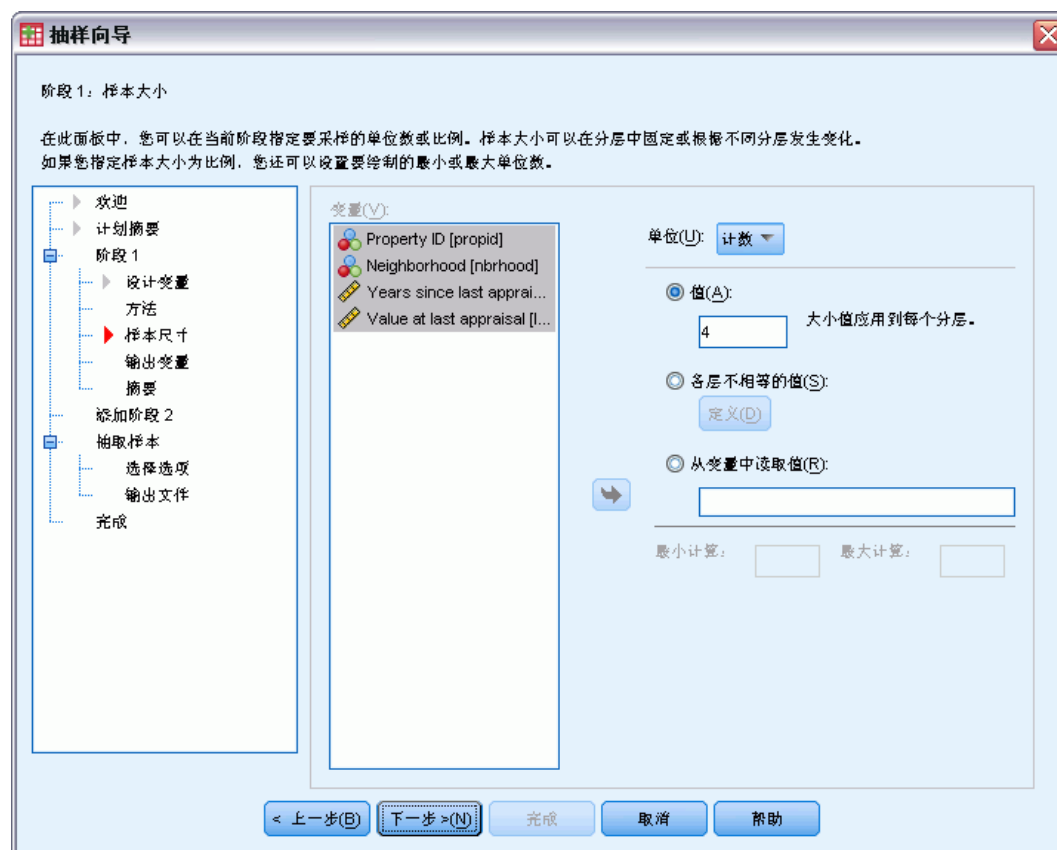 抽样向导
阶段 1：样本大小
在此面板中，您可以在当前阶段指定要采样的单位数或比例。样本大小可以在分层中固定或根据不同分层发生变化。
如果您指定样本大小为比例，您还可以设置要绘制的最小或最大单位数。
欢迎
计划摘要
阶段 1
设计变量
方法
样本尺寸
输出变量
摘要
添加阶段 2
抽取样本
选择选项
输出文件
完成
变量(V):
Property ID [propid]
Neighborhood [nbrhood]
Years since last apprai...
Value at last appraisal [l...
单位(U): 计数
值(A):
4 大小值应用到每个分层。
各层不相等的值(S):
定义(D)
从变量中读取值(R):
最小计算： 最大计算：
< 上一步(B) 下一步 >(N) 完成 取消 帮助